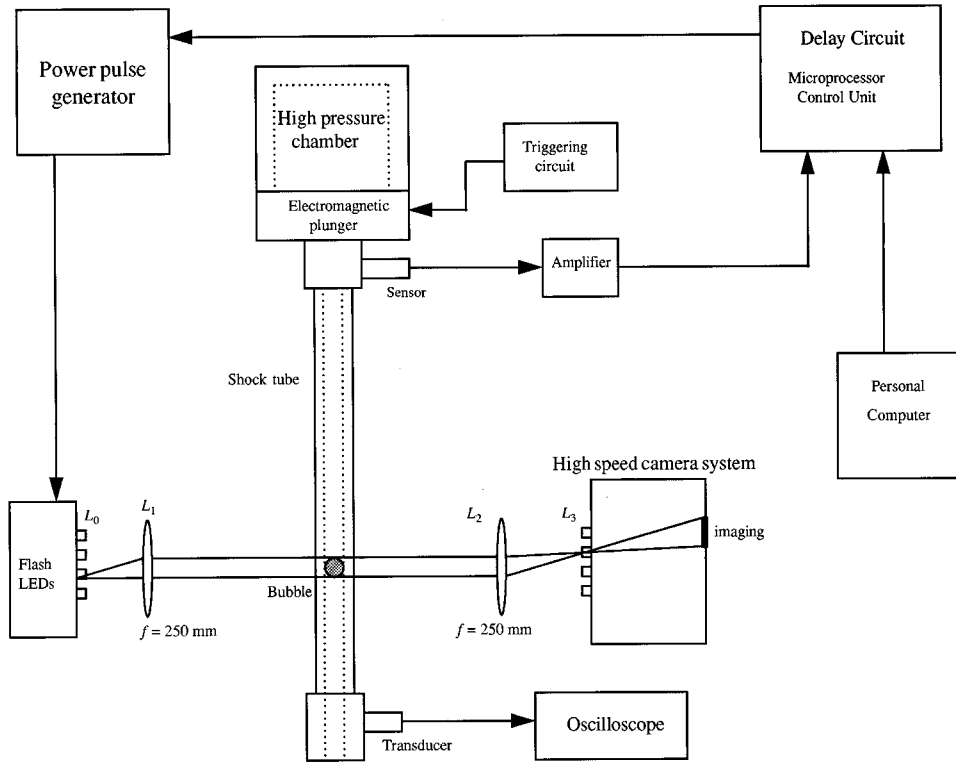 Power pulse
generator
Delay Circuit
Microprocessor
Control Unit
High pressure
chamber
Triggering
circuit
Electromagnetic
plunger
Sensor
Amplifier
Shock tube
Personal
Computer
High speed camera system
L0
L1
L2
L3
imaging
Flash
LEDs
Bubble
f = 250 mm
f = 250 mm
Transducer
Oscilloscope